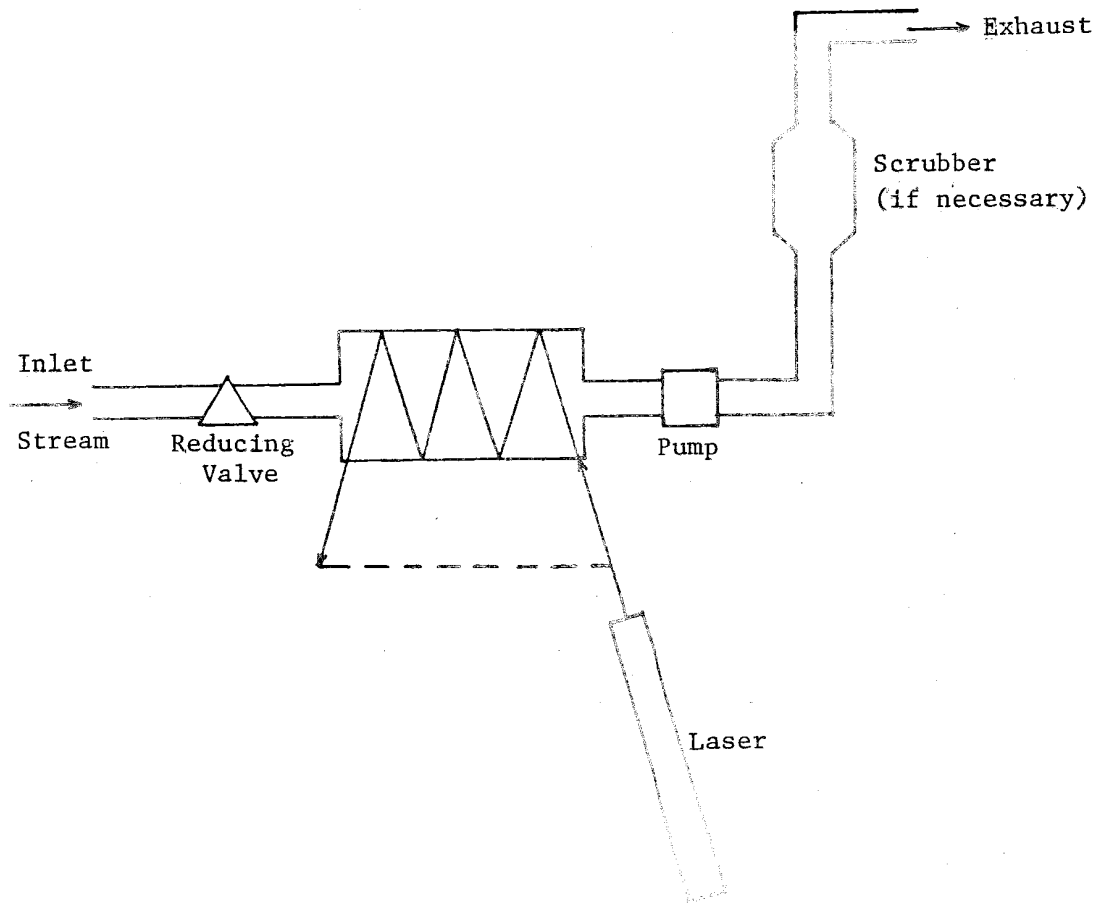 Exhaust
Scrubber
(if necessary)
Inlet
Stream
Reducing
Valve
Pump
Laser